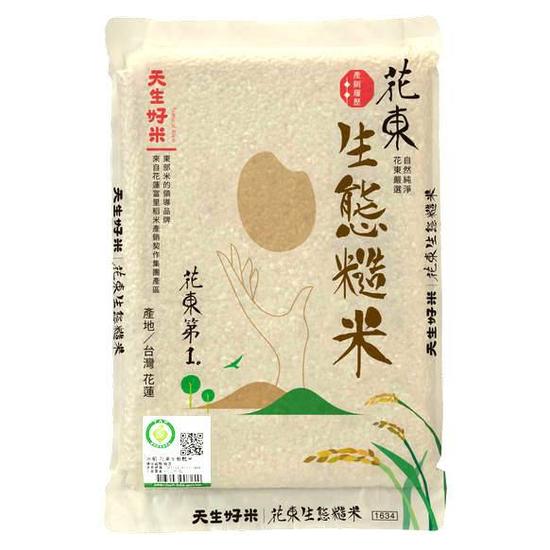 天生好米
產銷履歷
花東
自然純淨
花東嚴選
生態糙米
東部米的領導品牌
來自花蓮富里稻米產銷契作集團產區
花東第1.
產地/台灣 花蓮
天生好米|花東生態糙米
天生好米|花東生態糙米
TAP
天生好米|花東生態糙米
1634